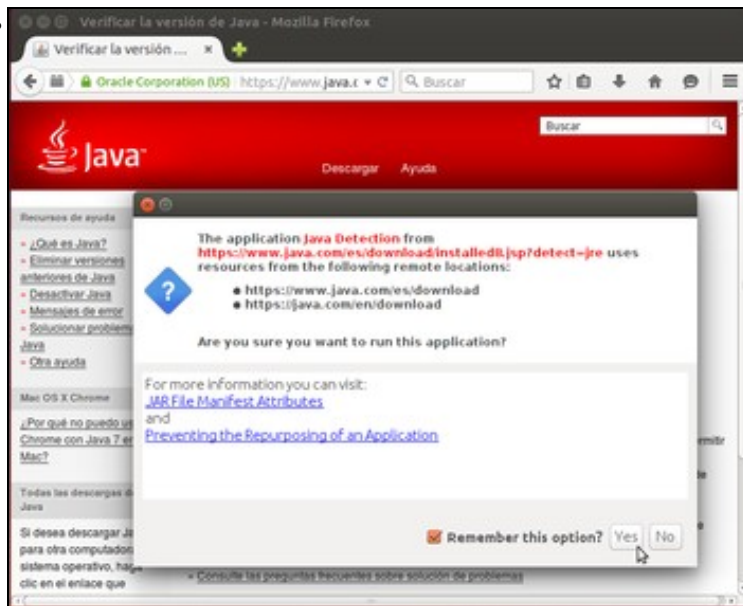 Verificar la versión de Java - Mozilla Firefox
Verificar la versión ...
Oracle Corporation (US) https://www.java.c
Buscar
Buscar
Java
Descargar Ayuda
Recursos de ayuda
¿Qué es Java?
Eliminar versiones
anteriores de Java
Desactivar Java
Mensajes de error
Solucionar
Java
Otra ayuda
Mac OS X Chrome
¿Por qué no puedo
Chrome con Java 7
Mac?
Todas las descargas
Java
Si desea descargar
para otra
sistema operativo,
clic en el enlace que
The application Java Detection from
https://www.java.com/es/download/installed8.jsp?detect=jre uses
resources from the following remote locations:
https://www.java.com/es/download
https://java.com/en/download
Are you sure you want to run this application?
For more information you can visit:
JAR File Manifest Attributes
and
Preventing the Repurposing of an Application
Remember this option? Yes No
Consulte las preguntas frecuentes sobre solución de problemas